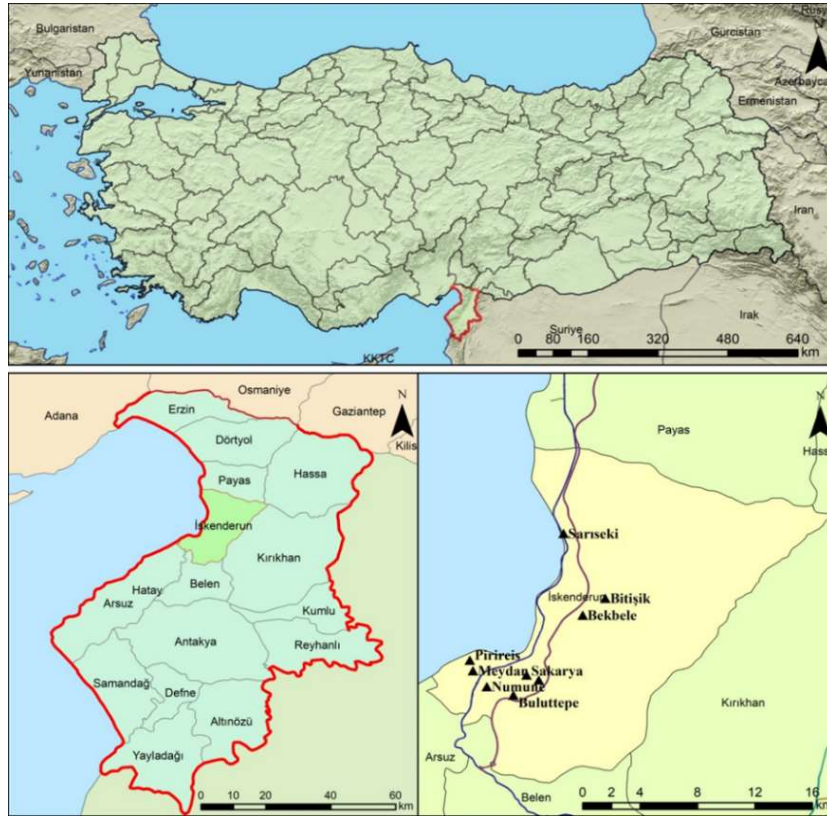 Bulgaristan
Yunanistan
Gürcistan
Rusy
N
Azerbayca
Ermenistan
Iran
Irak
Suriye
KKTC
0 80 160 320 480 640
km
Adana
Osmaniye
Gaziantep
Kilis
N
Erzin
Dörtyol
Hassa
Payas
İskenderun
Kırıkhan
Belen
Hatay
Arsuz
Kumlu
Antakya
Reyhanlı
Samandağ
Defne
Altınözü
Yayladağı
0 20 40 60
km
Payas
N
Hass
Sarıseki
İskenderun
Bitişik
Bekbele
Pirireis
Meydan
Sakarya
Numune
Buluttepe
Kırıkhan
Arsuz
Belen
0 2 4 8 12 16
km